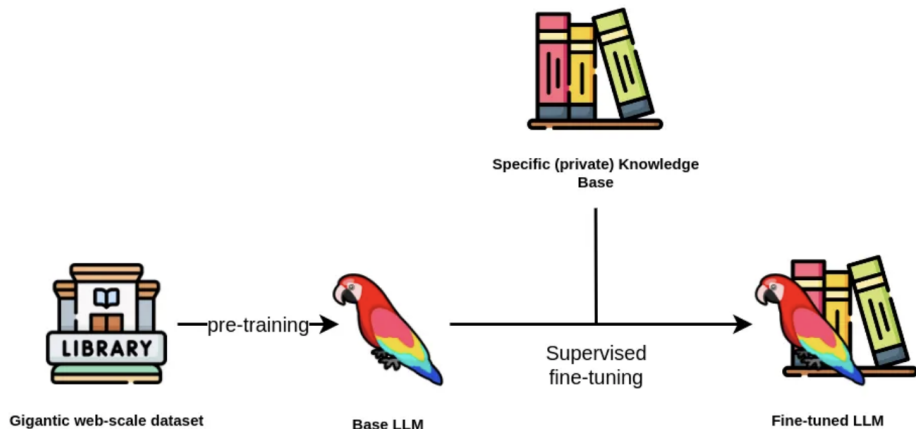 Specific (private) Knowledge
Base
LIBRARY
pre-training
Supervised
fine-tuning
Gigantic web-scale dataset
Base LLM
Fine-tuned LLM